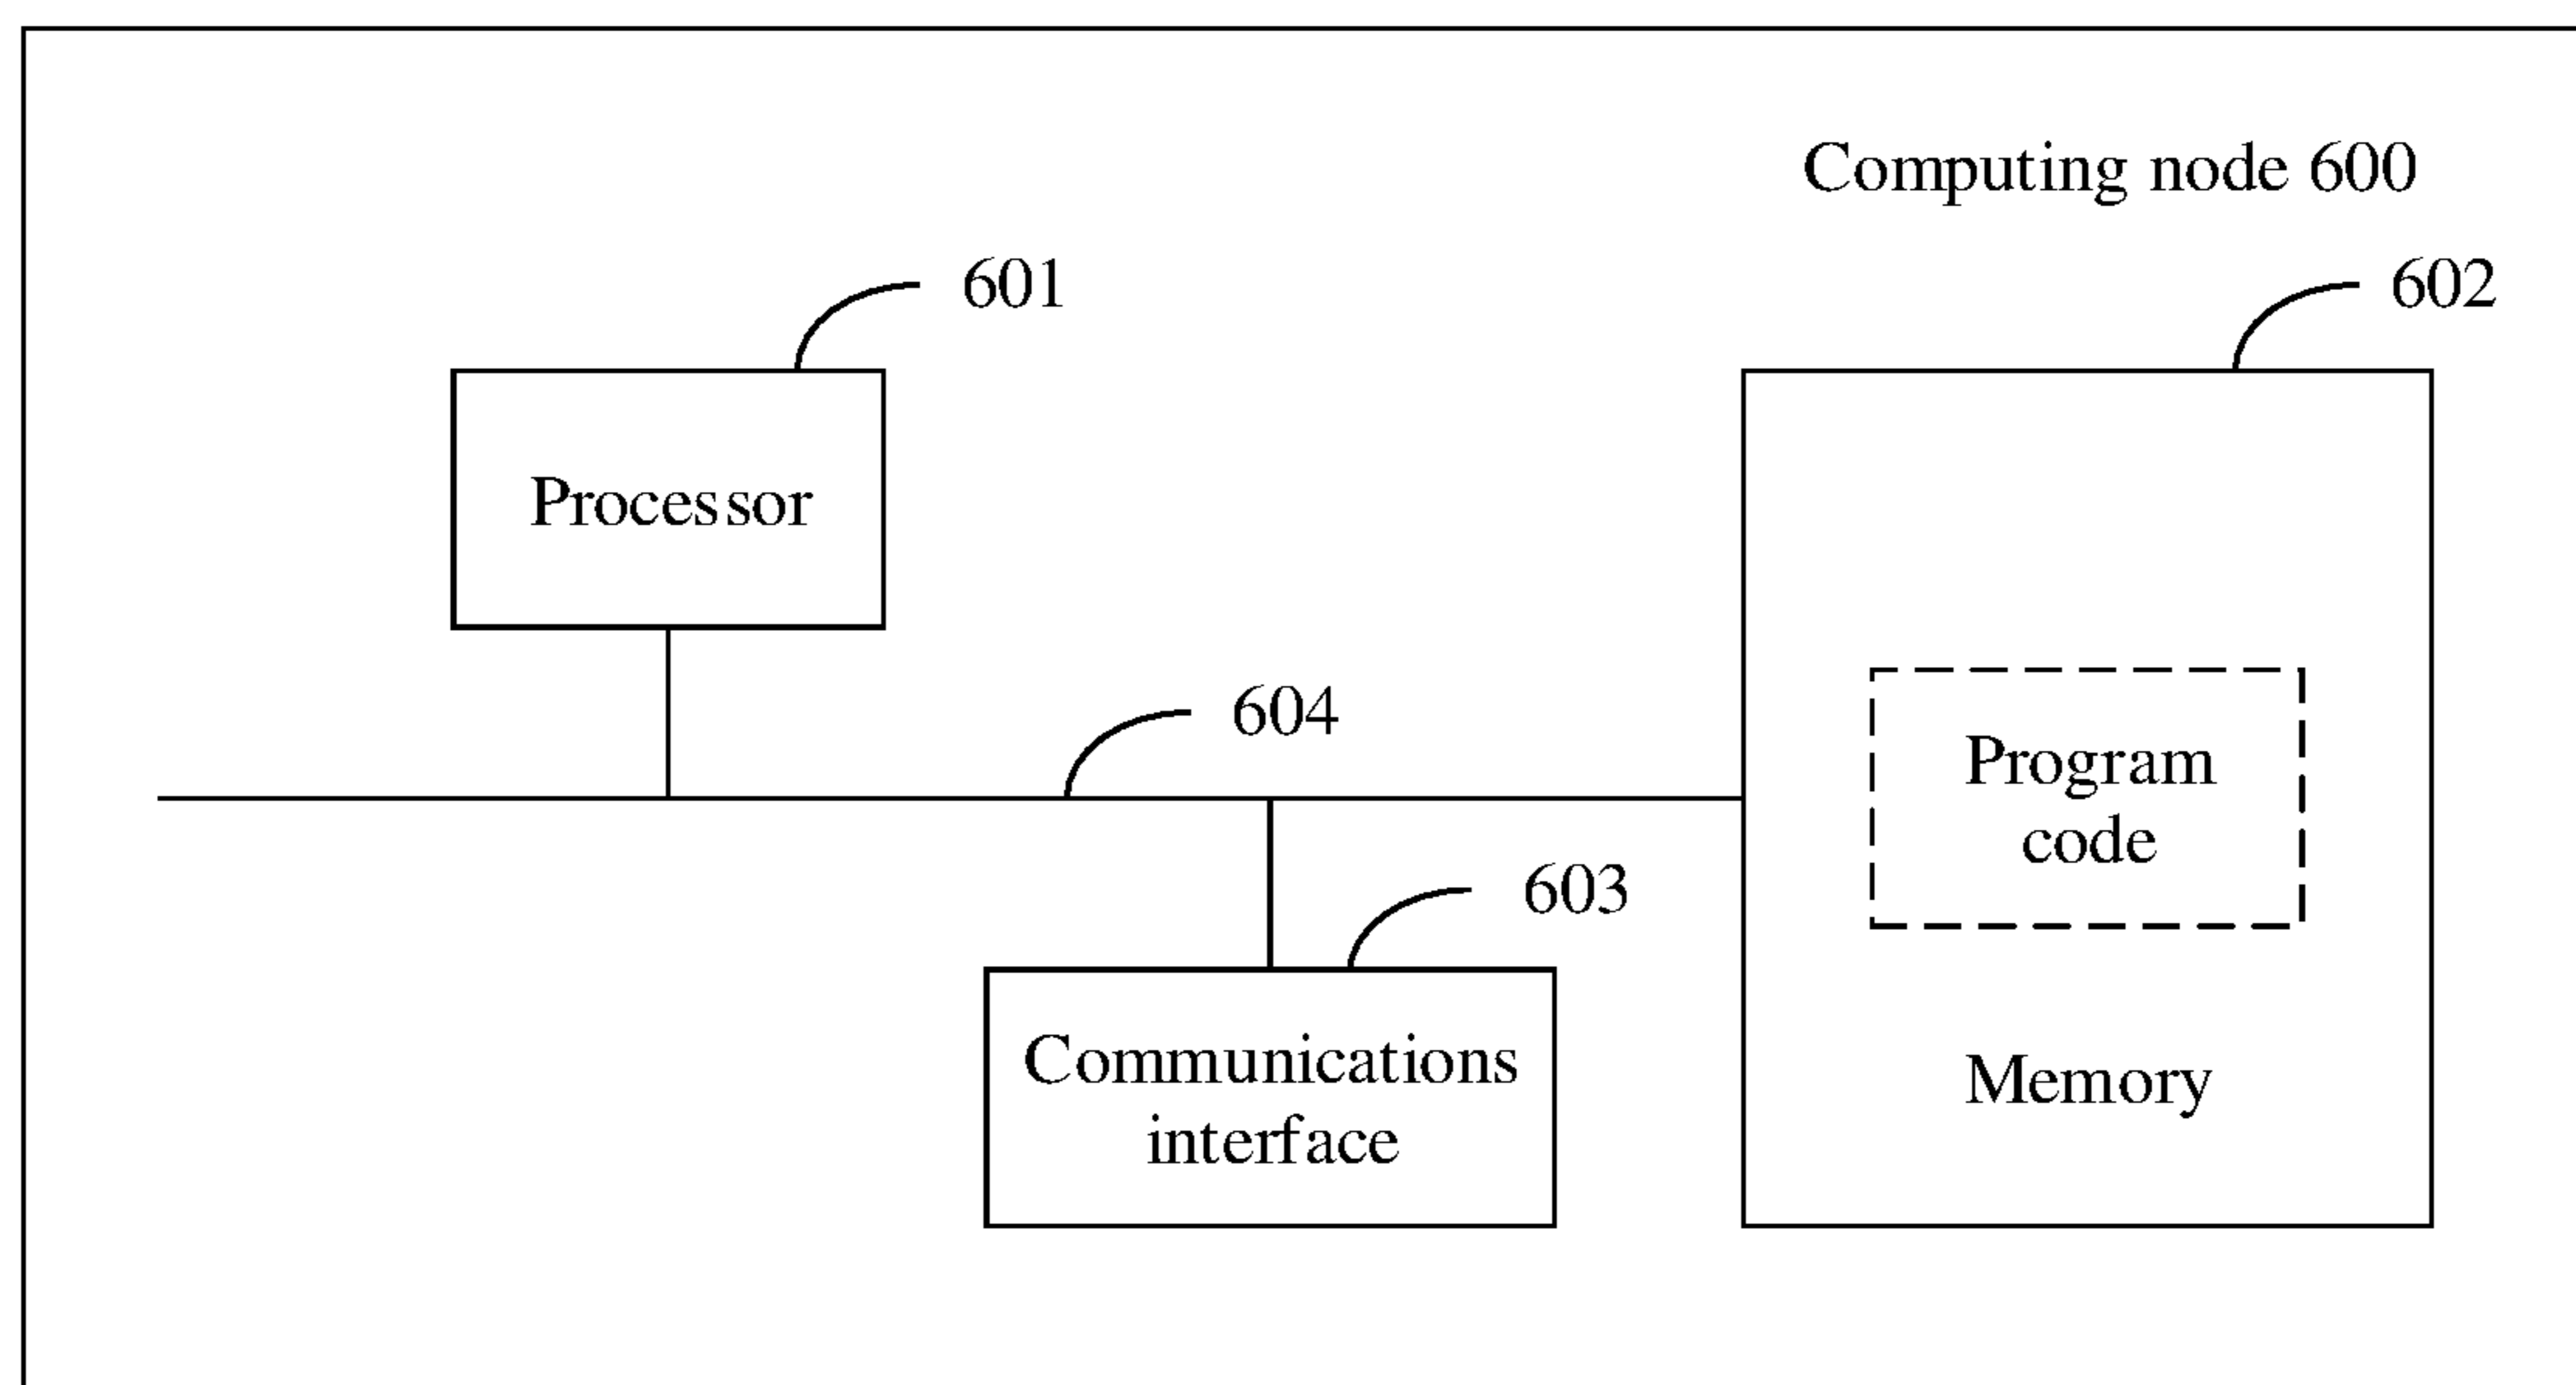 Computing node 600
601
602
Processor
604
Program
code
603
Communications
interface
Memory